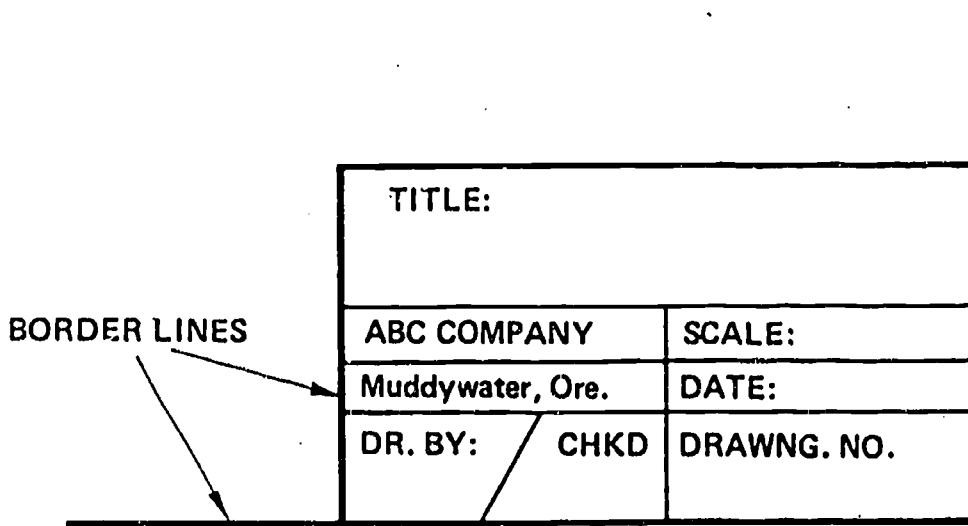 TITLE:
BORDER LINES
ABC COMPANY
SCALE:
Muddywater, Ore.
DATE:
DR. BY:
CHKD
DRAWNG. NO.